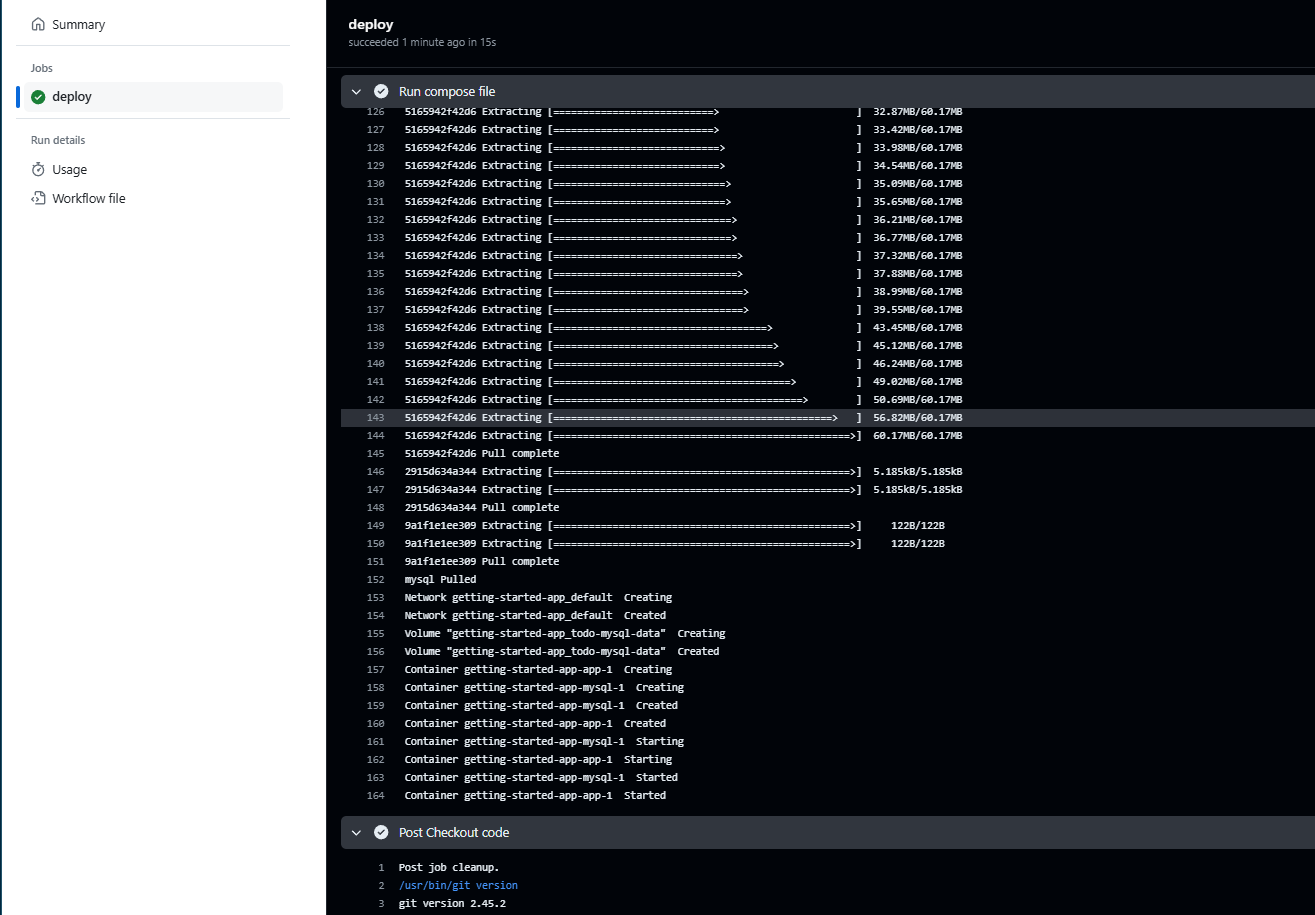 Summary
Jobs
deploy
Run details
Usage
Workflow file
deploy
succeeded 1 minute ago in 15s
Run compose file
126 5165942f42d6 Extracting [===========================> ] 32.87MB/60.17MB
127 5165942f42d6 Extracting [===========================> ] 33.42MB/60.17MB
128 5165942f42d6 Extracting [============================> ] 33.98MB/60.17MB
129 5165942f42d6 Extracting [============================> ] 34.54MB/60.17MB
130 5165942f42d6 Extracting [=============================> ] 35.09MB/60.17MB
131 5165942f42d6 Extracting [=============================> ] 35.65MB/60.17MB
132 5165942f42d6 Extracting [==============================> ] 36.21MB/60.17MB
133 5165942f42d6 Extracting [==============================> ] 36.77MB/60.17MB
134 5165942f42d6 Extracting [===============================> ] 37.32MB/60.17MB
135 5165942f42d6 Extracting [===============================> ] 37.88MB/60.17MB
136 5165942f42d6 Extracting [================================> ] 38.99MB/60.17MB
137 5165942f42d6 Extracting [================================> ] 39.55MB/60.17MB
138 5165942f42d6 Extracting [====================================> ] 43.45MB/60.17MB
139 5165942f42d6 Extracting [=====================================> ] 45.12MB/60.17MB
140 5165942f42d6 Extracting [======================================> ] 46.24MB/60.17MB
141 5165942f42d6 Extracting [========================================> ] 49.02MB/60.17MB
142 5165942f42d6 Extracting [==========================================> ] 50.69MB/60.17MB
143 5165942f42d6 Extracting [===============================================> ] 56.82MB/60.17MB
144 5165942f42d6 Extracting [==================================================>] 60.17MB/60.17MB
145 5165942f42d6 Pull complete
146 2915d634a344 Extracting [==================================================>] 5.185kB/5.185kB
147 2915d634a344 Extracting [==================================================>] 5.185kB/5.185kB
148 2915d634a344 Pull complete
149 9a1f1e1ee309 Extracting [==================================================>] 122B/122B
150 9a1f1e1ee309 Extracting [==================================================>] 122B/122B
151 9a1f1e1ee309 Pull complete
152 mysql Pulled
153 Network getting-started-app_default Creating
154 Network getting-started-app_default Created
155 Volume "getting-started-app_todo-mysql-data" Creating
156 Volume "getting-started-app_todo-mysql-data" Created
157 Container getting-started-app-app-1 Creating
158 Container getting-started-app-mysql-1 Creating
159 Container getting-started-app-mysql-1 Created
160 Container getting-started-app-app-1 Created
161 Container getting-started-app-mysql-1 Starting
162 Container getting-started-app-app-1 Starting
163 Container getting-started-app-mysql-1 Started
164 Container getting-started-app-app-1 Started
Post Checkout code
1 Post job cleanup.
2 /usr/bin/git version
3 git version 2.45.2